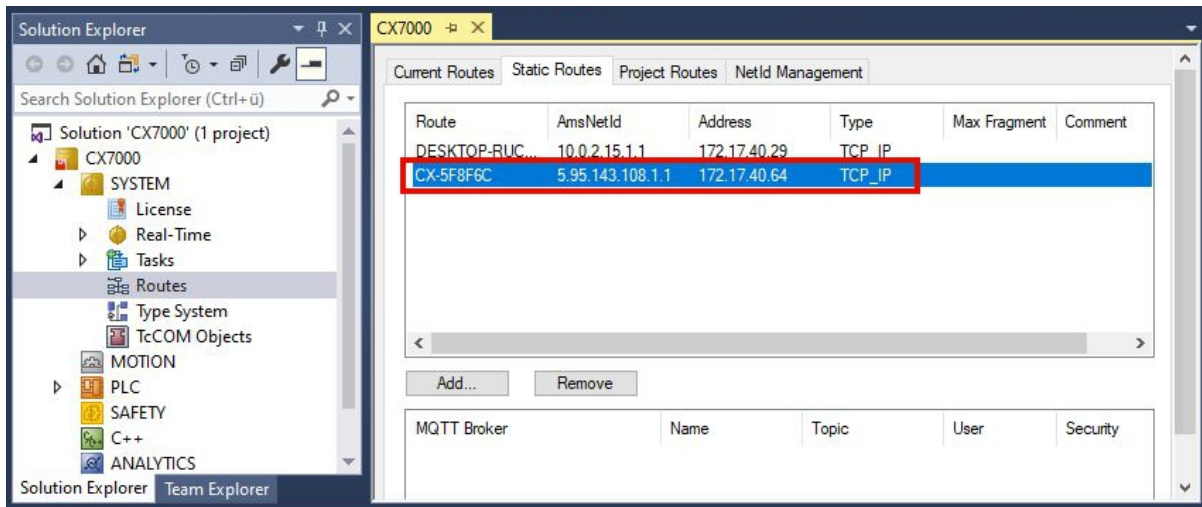 Solution Explorer
Search Solution Explorer (Ctrl+ü)
Solution 'CX7000' (1 project)
CX7000
SYSTEM
License
Real-Time
Tasks
Routes
Type System
TcCOM Objects
MOTION
PLC
SAFETY
C++
ANALYTICS
Solution Explorer Team Explorer
CX7000
Current Routes Static Routes Project Routes NetId Management
Route AmsNetId Address Type Max Fragment Comment
DESKTOP-RUC... 10.0.2.15.1.1 172.17.40.29 TCP_IP
CX-5F8F6C 5.95.143.108.1.1 172.17.40.64 TCP_IP
Add... Remove
MQTT Broker Name Topic User Security